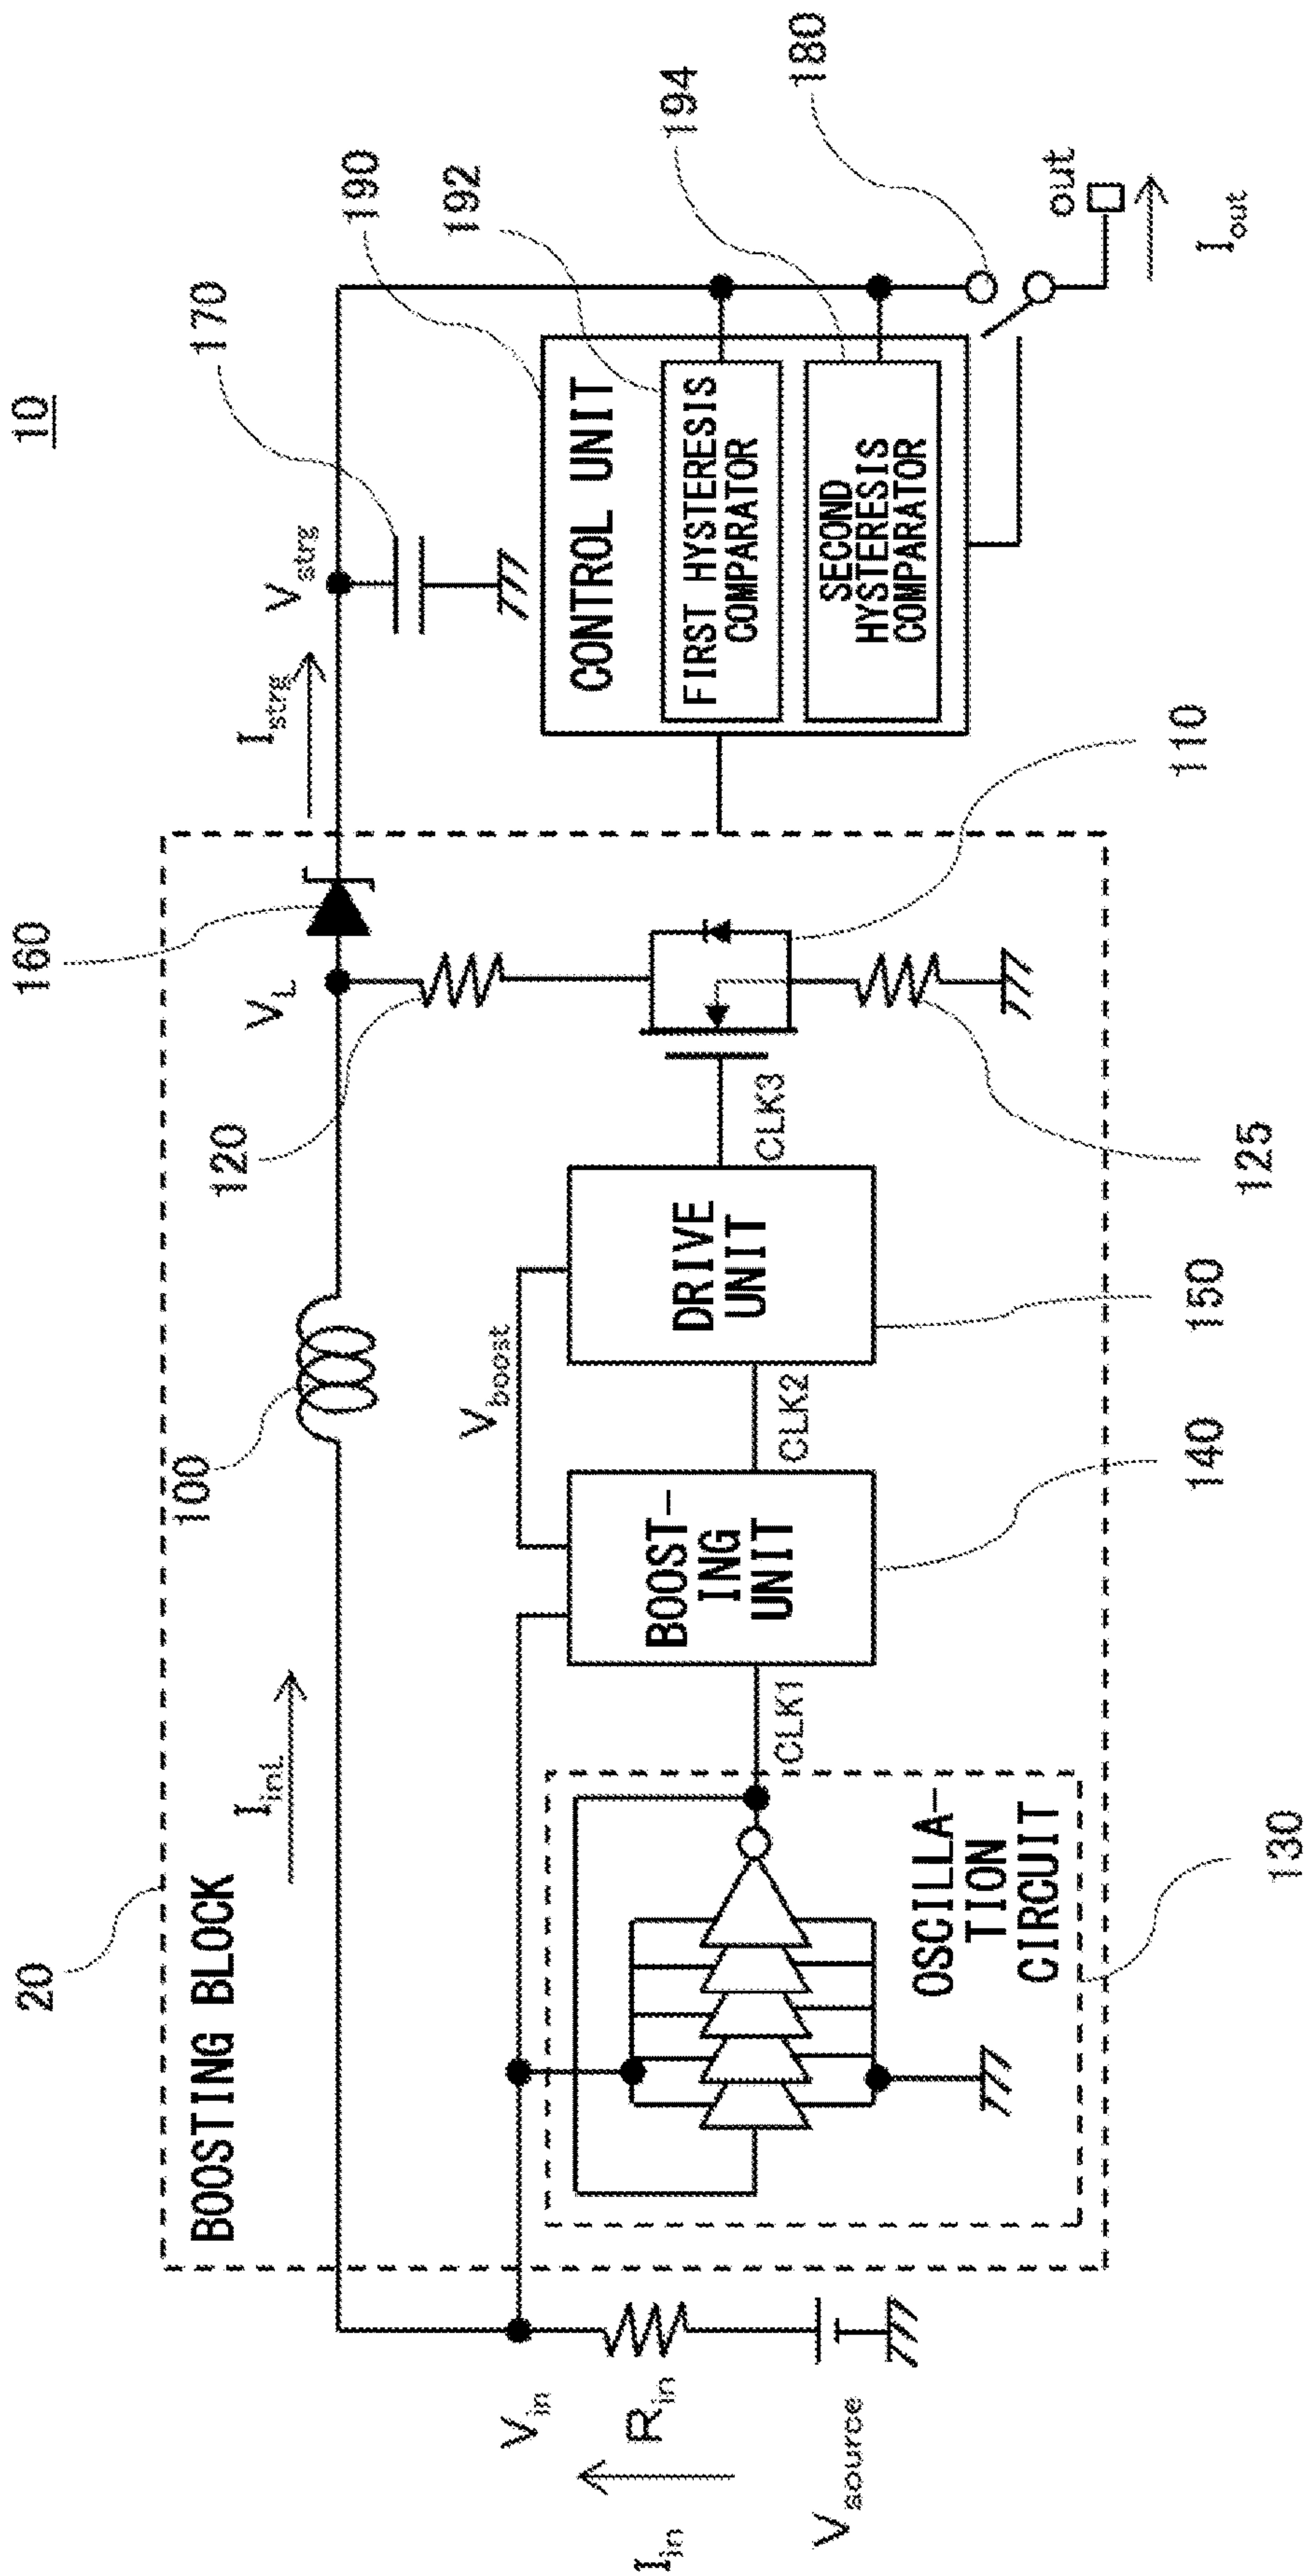 10
20
BOOSTING BLOCK
I_inL
100
V_L
160
I_strg
V_strg
170
190
192
194
180
120
V_boost
V_in
R_in
I_in
V_source
OSCILLA-
TION
CIRCUIT
130
CLK1
BOOST-
ING
UNIT
140
CLK2
DRIVE
UNIT
150
CLK3
125
110
CONTROL UNIT
FIRST HYSTERESIS
COMPARATOR
SECOND
HYSTERESIS
COMPARATOR
out
I_out